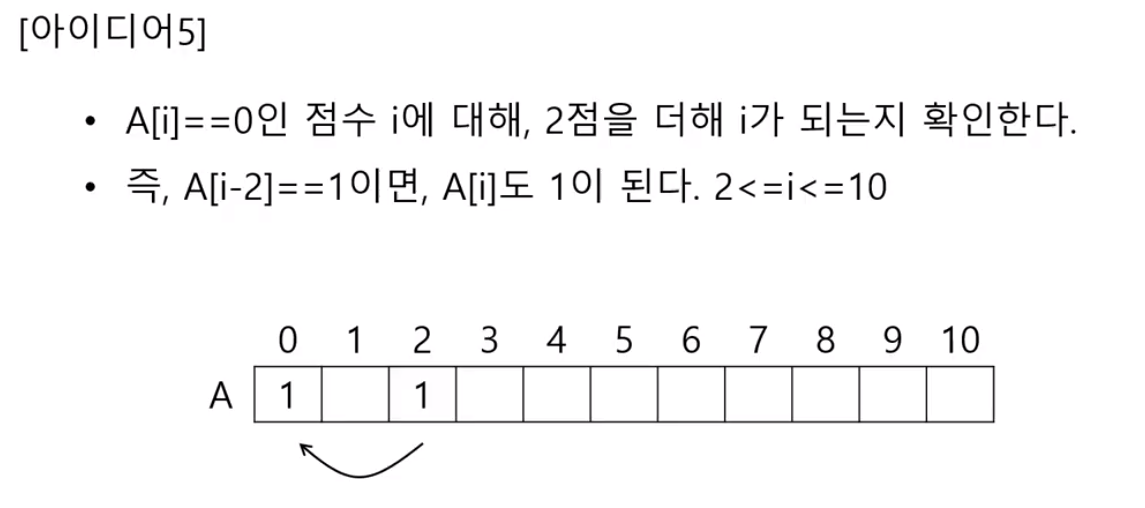 [아이디어5]
• A[i]==0인 점수 i에 대해, 2점을 더해 i가 되는지 확인한다.
• 즉, A[i-2]==1이면, A[i]도 1이 된다. 2<=i<=10
0 1 2 3 4 5 6 7 8 9 10
A 1 1